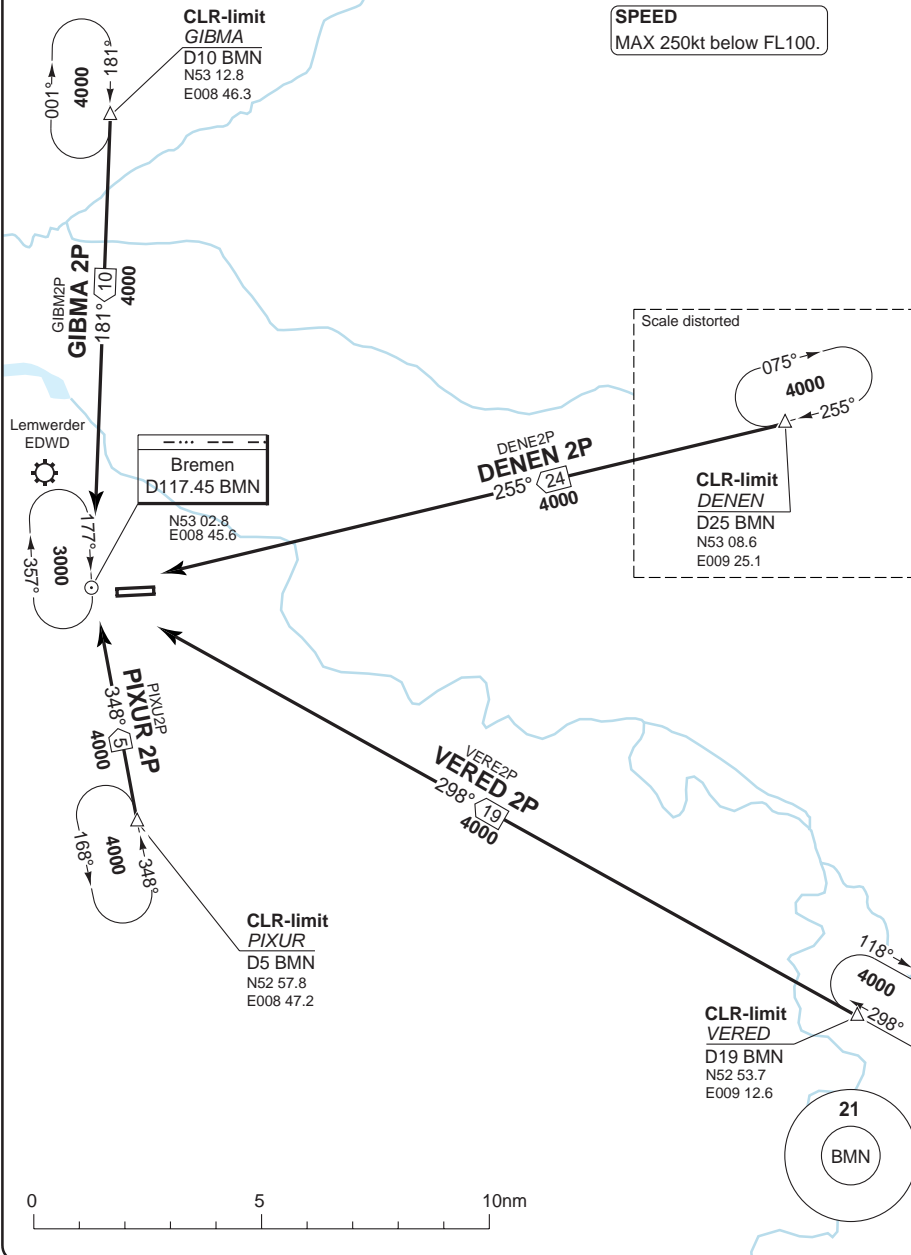 CLR-limit
GIBMA
D10 BMN
N53 12.8
E008 46.3
SPEED
MAX 250kt below FL100.
001°
4000
181°
GIBM2P
GIBMA 2P
181°
10
4000
Scale distorted
075°
4000
255°
Lemwerder
EDWD
Bremen
D117.45 BMN
N53 02.8
E008 45.6
DENE2P
DENEN 2P
255°
24
4000
CLR-limit
DENEN
D25 BMN
N53 08.6
E009 25.1
177°
3000
357°
PIXU2P
PIXUR 2P
348°
5
4000
VERE2P
VERED 2P
298°
19
4000
168°
4000
348°
CLR-limit
PIXUR
D5 BMN
N52 57.8
E008 47.2
118°
4000
298°
CLR-limit
VERED
D19 BMN
N52 53.7
E009 12.6
21
BMN
0
5
10nm